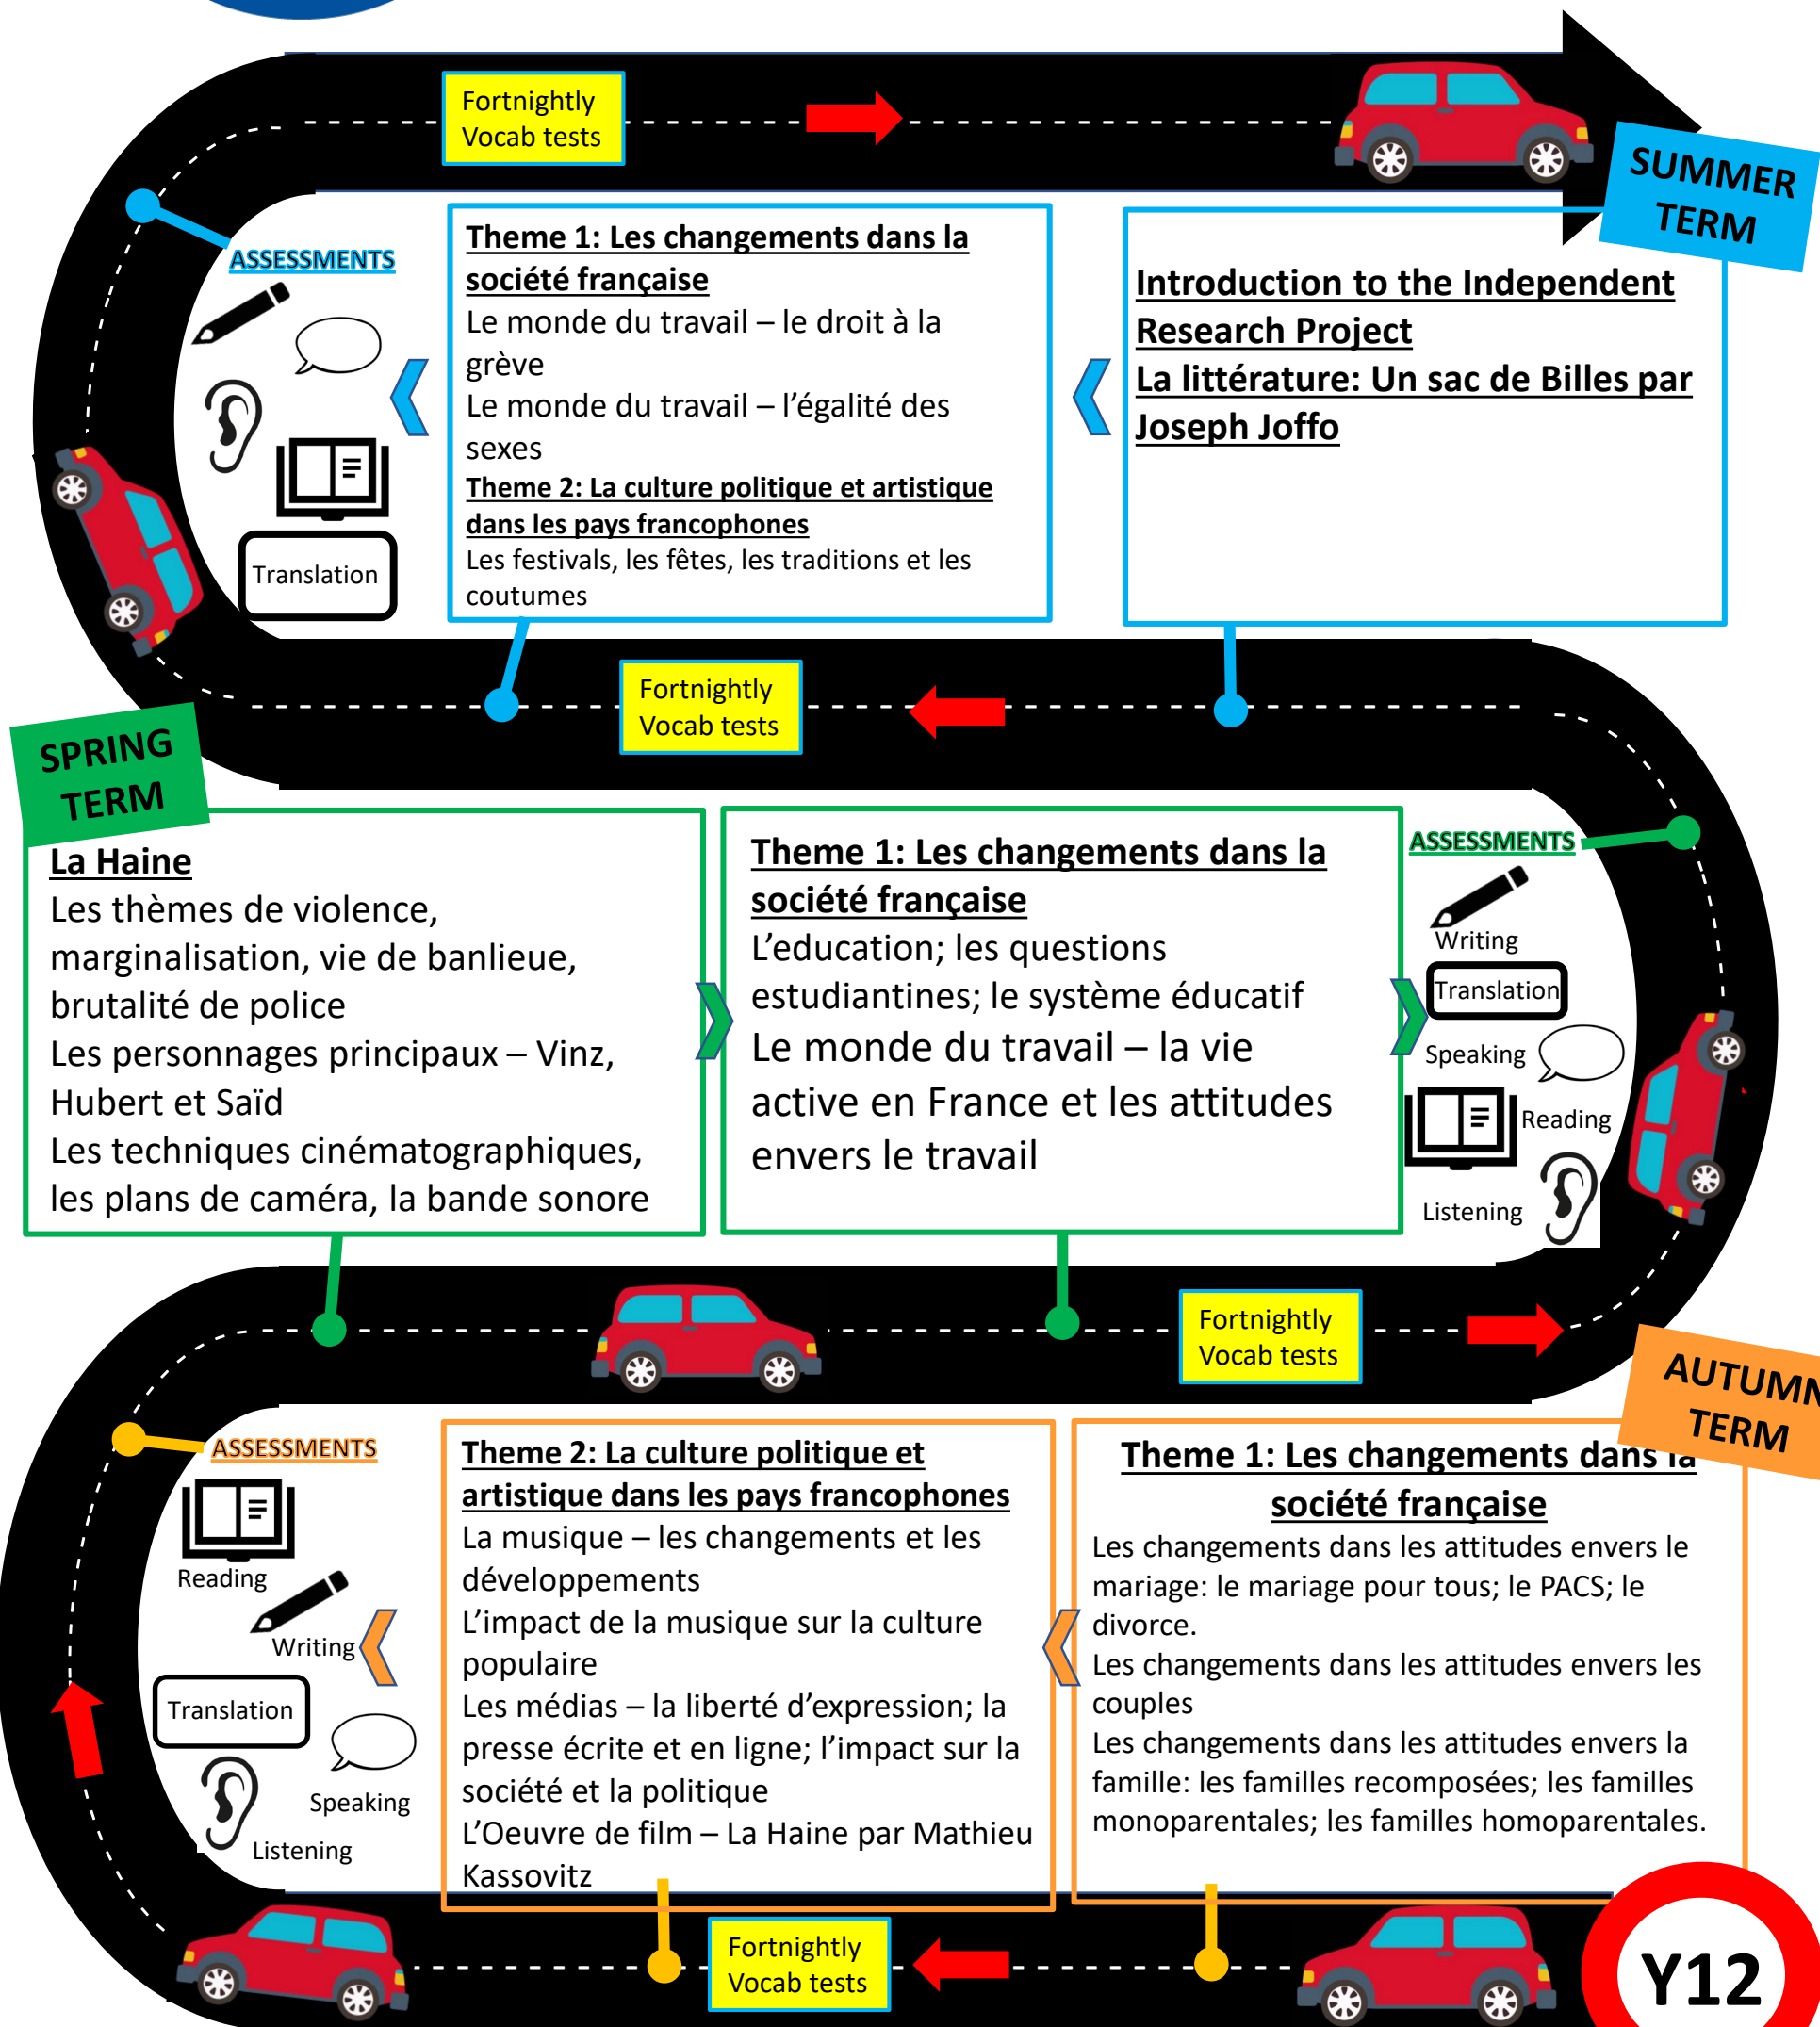 Fortnightly
Vocab tests
SUMMER
TERM
ASSESSMENTS
Translation
Theme 1: Les changements dans la
société française
Le monde du travail – le droit à la
grève
Le monde du travail – l’égalité des
sexes
Theme 2: La culture politique et artistique
dans les pays francophones
Les festivals, les fêtes, les traditions et les
coutumes
Introduction to the Independent
Research Project
La littérature: Un sac de Billes par
Joseph Joffo
Fortnightly
Vocab tests
SPRING
TERM
La Haine
Les thèmes de violence,
marginalisation, vie de banlieue,
brutalité de police
Les personnages principaux – Vinz,
Hubert et Saïd
Les techniques cinématographiques,
les plans de caméra, la bande sonore
Theme 1: Les changements dans la
société française
L’education; les questions
estudiantines; le système éducatif
Le monde du travail – la vie
active en France et les attitudes
envers le travail
ASSESSMENTS
Writing
Translation
Speaking
Reading
Listening
Fortnightly
Vocab tests
AUTUMN
TERM
ASSESSMENTS
Reading
Writing
Translation
Speaking
Listening
Theme 2: La culture politique et
artistique dans les pays francophones
La musique – les changements et les
développements
L’impact de la musique sur la culture
populaire
Les médias – la liberté d’expression; la
presse écrite et en ligne; l’impact sur la
société et la politique
L’Oeuvre de film – La Haine par Mathieu
Kassovitz
Theme 1: Les changements dans la
société française
Les changements dans les attitudes envers le
mariage: le mariage pour tous; le PACS; le
divorce.
Les changements dans les attitudes envers les
couples
Les changements dans les attitudes envers la
famille: les familles recomposées; les familles
monoparentales; les familles homoparentales.
Fortnightly
Vocab tests
Y12